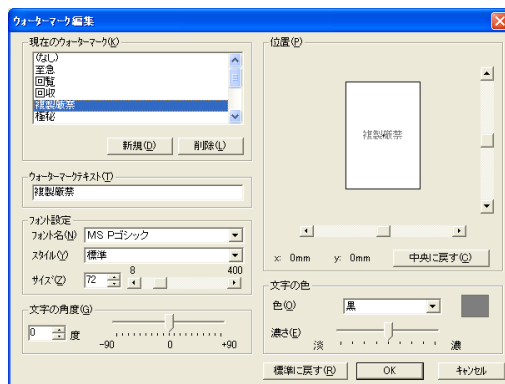 ウォーターマーク編集
現在のウォーターマーク(K)
(なし)
至急
回覧
回収
複製厳禁
極秘
新規(D)
削除(L)
ウォーターマークテキスト(T)
複製厳禁
フォント設定
フォント名(N)
MS Pゴシック
スタイル(Y)
標準
サイズ(Z)
72
8
400
文字の角度(G)
0
度
-90
0
+90
位置(P)
複製厳禁
x: 0mm
y: 0mm
中央に戻す(C)
文字の色
色(O)
黒
濃さ(E)
淡
濃
標準に戻す(R)
OK
キャンセル